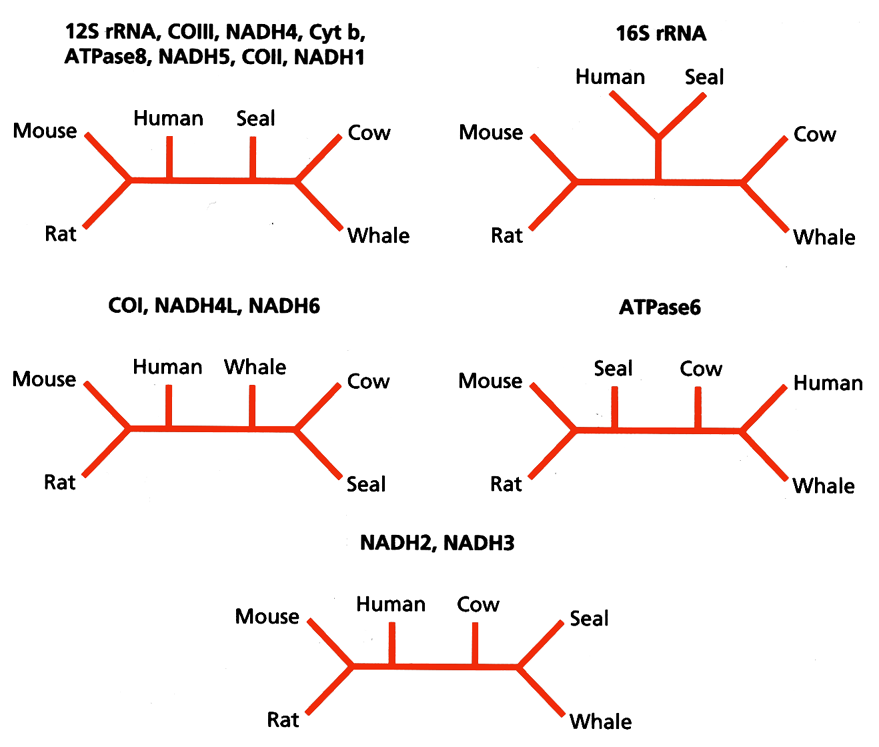 12S rRNA, COIII, NADH4, Cyt b,
ATPase8, NADH5, COII, NADH1
Mouse
Human
Seal
Cow
Rat
Whale
16S rRNA
Human
Seal
Mouse
Cow
Rat
Whale
COI, NADH4L, NADH6
Mouse
Human
Whale
Cow
Rat
Seal
ATPase6
Mouse
Seal
Cow
Human
Rat
Whale
NADH2, NADH3
Mouse
Human
Cow
Seal
Rat
Whale